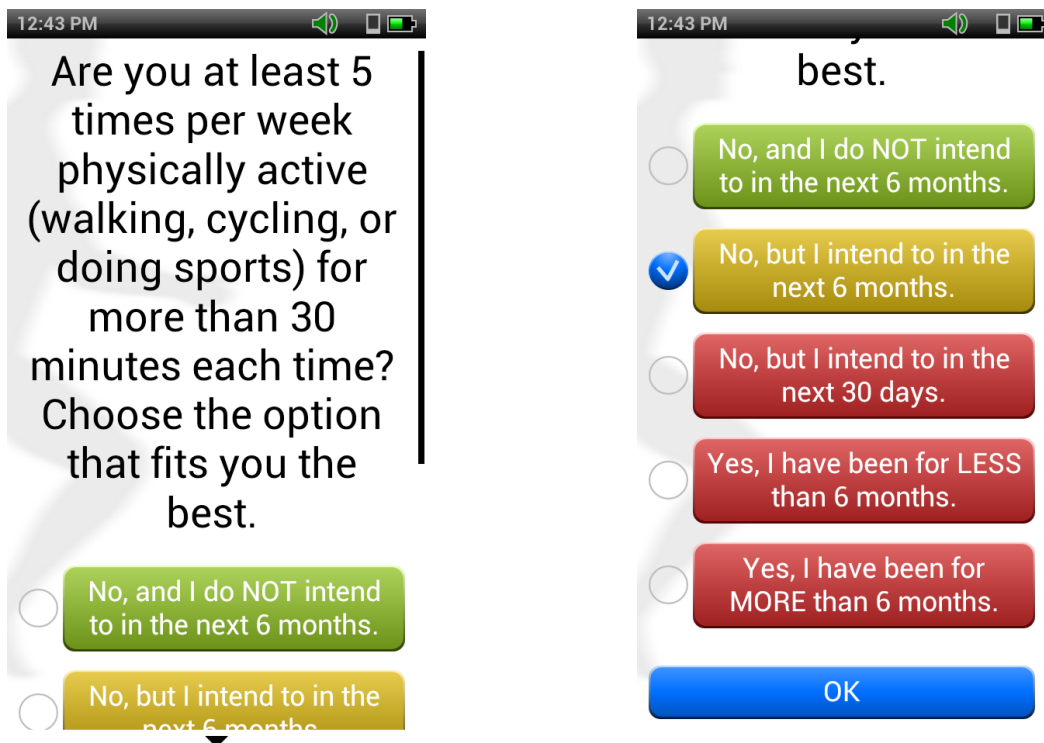 12:43 PM
Are you at least 5
times per week
physically active
(walking, cycling, or
doing sports) for
more than 30
minutes each time?
Choose the option
that fits you the
best.
No, and I do NOT intend
to in the next 6 months.
No, but I intend to in the
next 6 months.
12:43 PM
best.
No, and I do NOT intend
to in the next 6 months.
No, but I intend to in the
next 6 months.
No, but I intend to in the
next 30 days.
Yes, I have been for LESS
than 6 months.
Yes, I have been for
MORE than 6 months.
OK